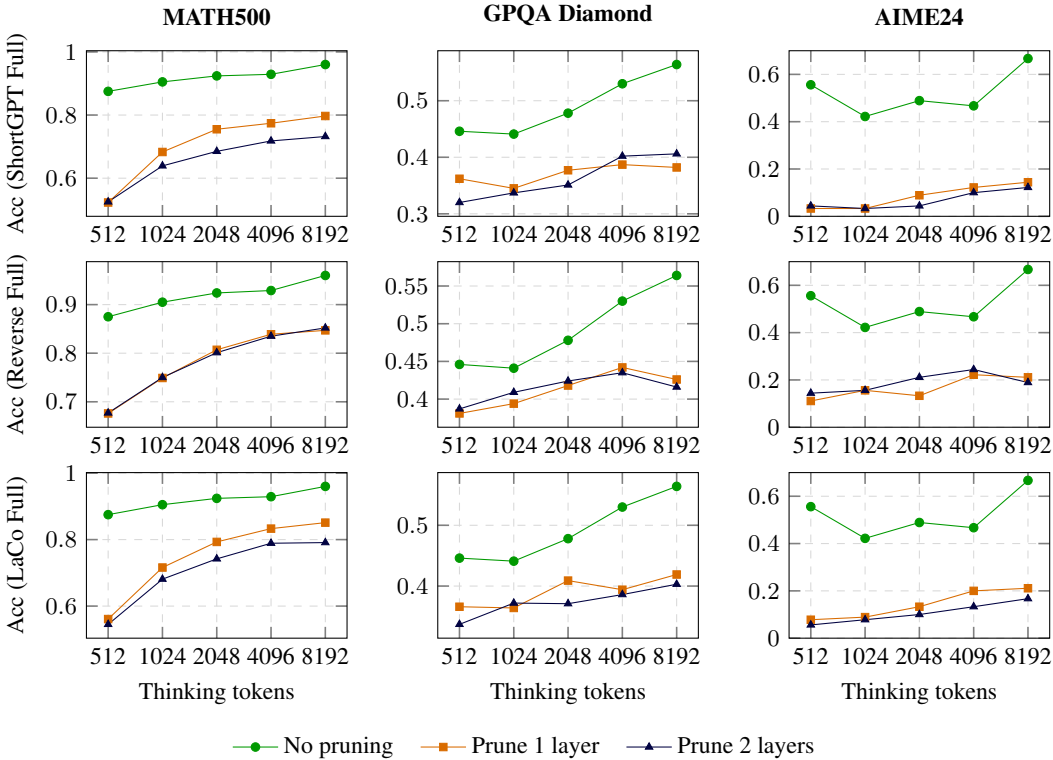 MATH500
GPQA Diamond
AIME24
Acc (ShortGPT Full)
1
0.8
0.6
512 1024 2048 4096 8192
0.5
0.4
0.3
512 1024 2048 4096 8192
0.6
0.4
0.2
0
512 1024 2048 4096 8192
Acc (Reverse Full)
0.9
0.8
0.7
512 1024 2048 4096 8192
0.55
0.5
0.45
0.4
512 1024 2048 4096 8192
0.6
0.4
0.2
0
512 1024 2048 4096 8192
Acc (LaCo Full)
1
0.8
0.6
512 1024 2048 4096 8192
Thinking tokens
0.5
0.4
512 1024 2048 4096 8192
Thinking tokens
0.6
0.4
0.2
0
512 1024 2048 4096 8192
Thinking tokens
No pruning
Prune 1 layer
Prune 2 layers